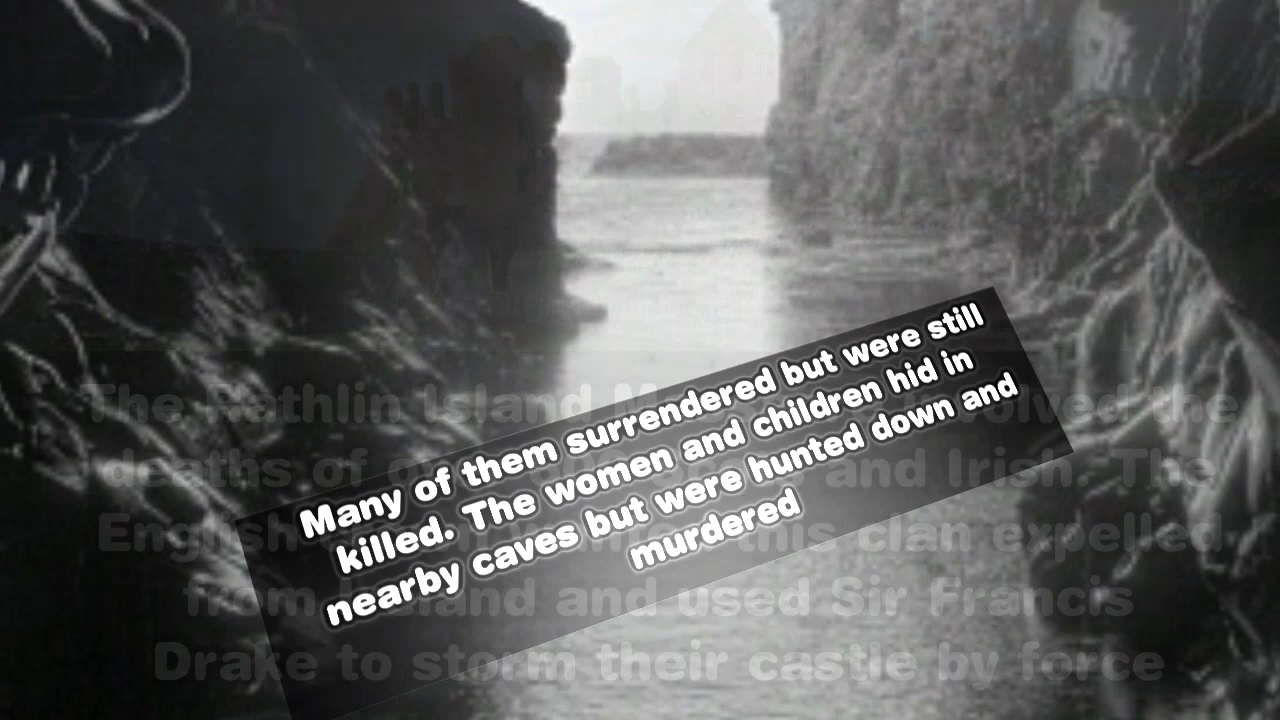 Many of them surrendered but were still
killed. The women and children hid in
nearby caves but were hunted down and
murdered
The Rathlin Island the
deaths of and Irish. The
English this clan expelled
from and used Sir Francis
Drake to storm their castle by force